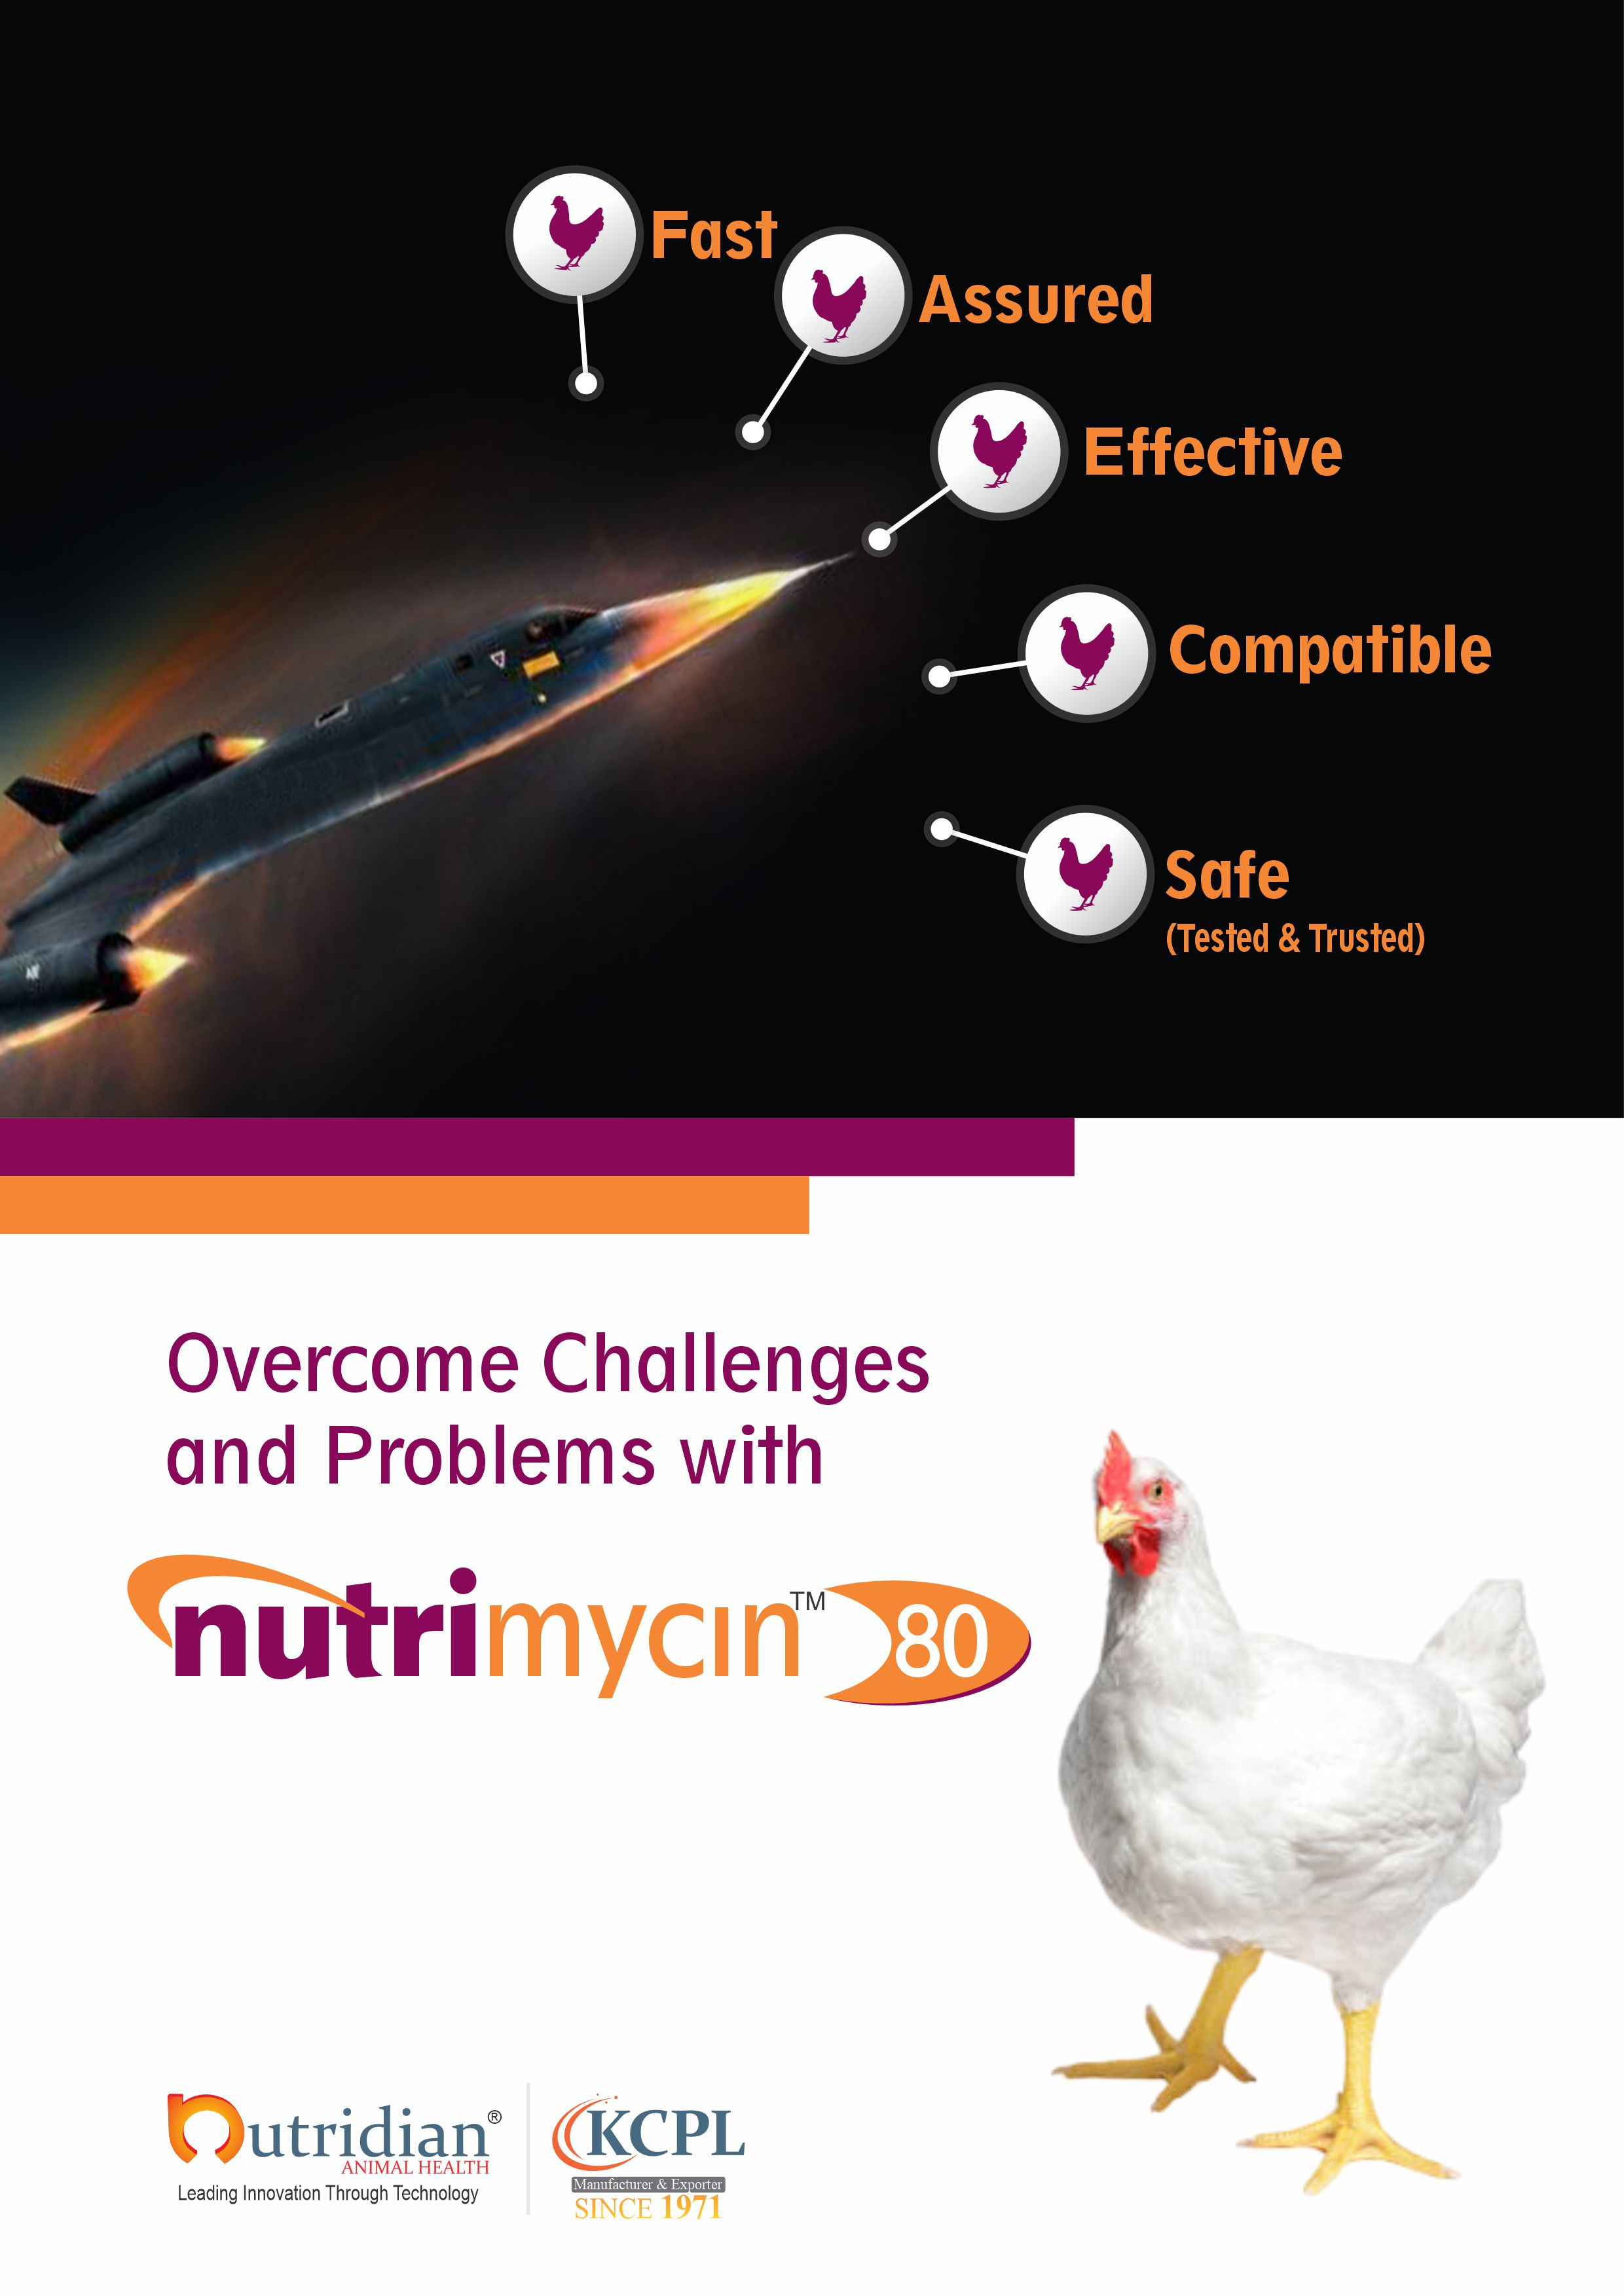 Fast
Assured
Effective
Compatible
Safe
(Tested & Trusted)
Overcome Challenges
and Problems with
nutrimycin™ 80
nutridian®
ANIMAL HEALTH
Leading Innovation Through Technology
KCPL
Manufacturer & Exporter
SINCE 1971